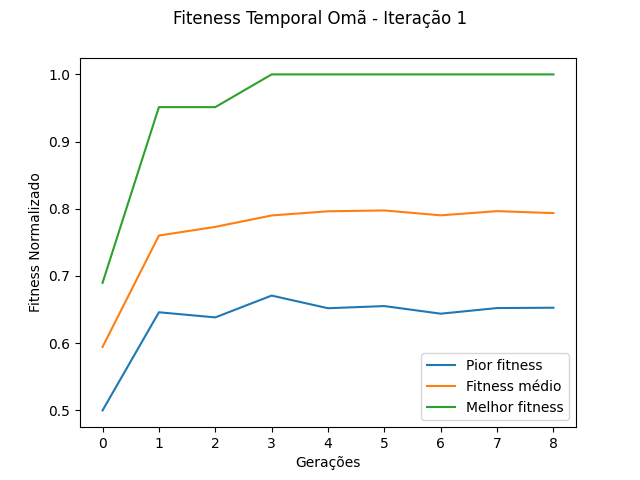 Fiteness Temporal Omã - Iteração 1
Fitness Normalizado
1.0
0.9
0.8
0.7
0.6
0.5
0 1 2 3 4 5 6 7 8
Gerações
Pior fitness
Fitness médio
Melhor fitness